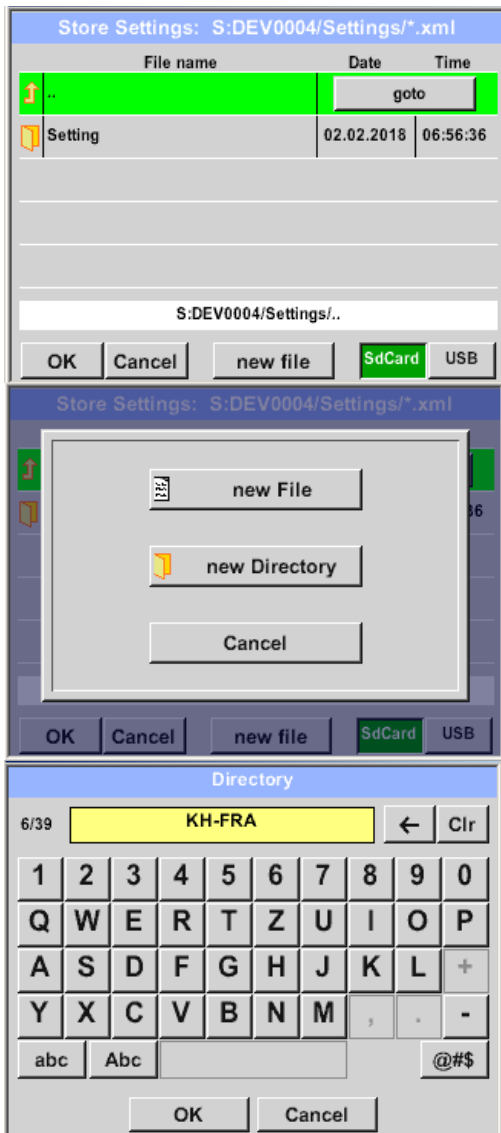 Store Settings: S:DEV0004/Settings/*.xml
File name Date Time
.. goto
Setting 02.02.2018 06:56:36
S:DEV0004/Settings/..
OK Cancel new file SdCard USB
Store Settings: S:DEV0004/Settings/*.xml
new File
36
new Directory
Cancel
OK Cancel new file SdCard USB
Directory
6/39 KH-FRA ← Clr
1 2 3 4 5 6 7 8 9 0
Q W E R T Z U I O P
A S D F G H J K L +
Y X C V B N M , . -
abc Abc @#$
OK Cancel